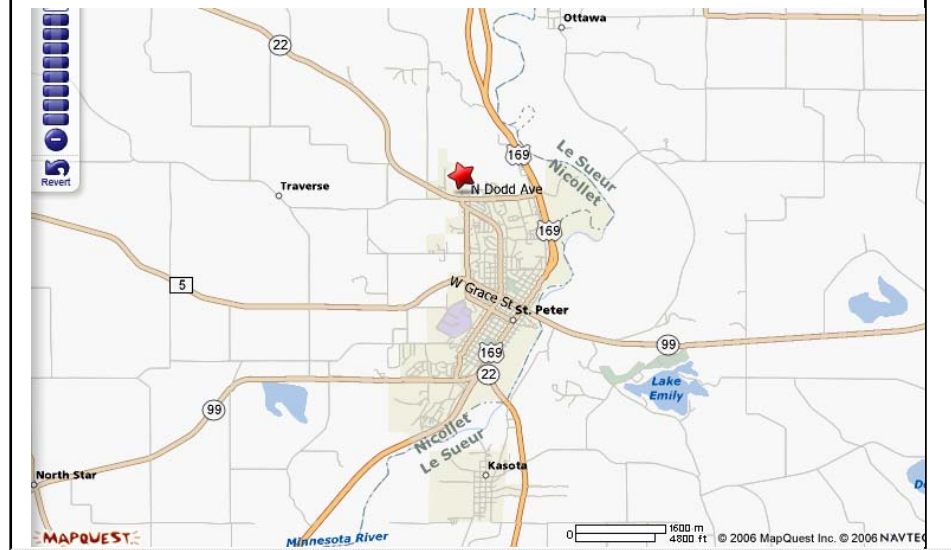 Ottawa
22
Revert
Traverse
169
Le Sueur
Nicollet
N Dodd Ave
169
5
W Grace St
St. Peter
169
99
22
Lake
Emily
99
Nicollet
Le Sueur
North Star
Kasota
MAPQUEST
Minnesota River
0
1600 m
4800 ft
© 2006 MapQuest Inc. © 2006 NAVTEQ